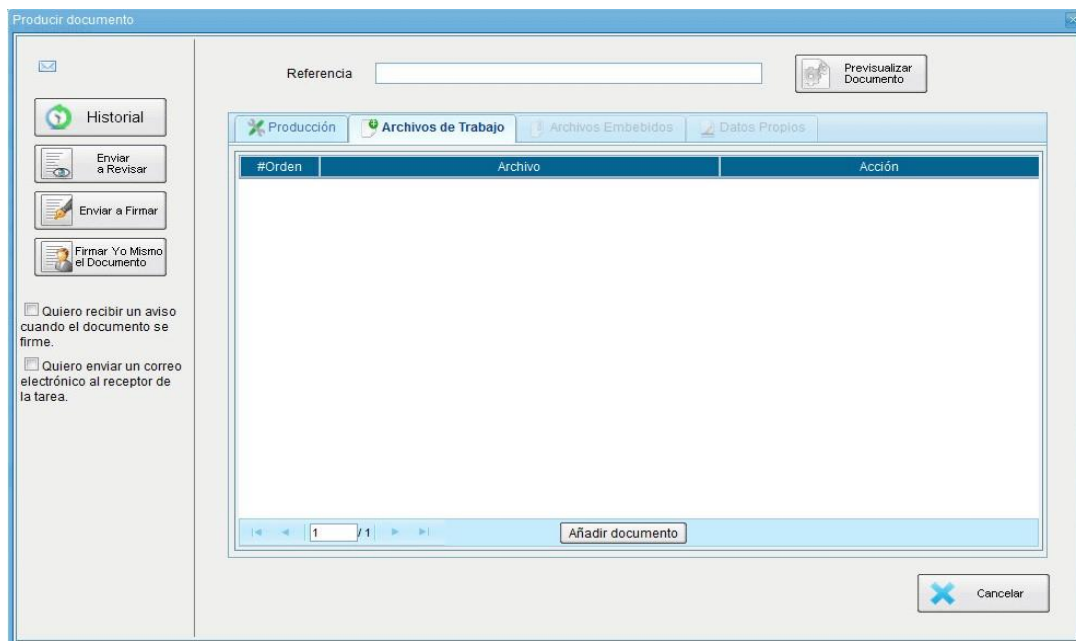 Producir documento
Referencia
Previsualizar
Documento
Historial
Enviar
a Revisar
Enviar a Firmar
Firmar Yo Mismo
el Documento
Quiero recibir un aviso
cuando el documento se
firme.
Quiero enviar un correo
electrónico al receptor de
la tarea.
Producción
Archivos de Trabajo
Archivos Embebidos
Datos Propios
#Orden
Archivo
Acción
1
/ 1
Añadir documento
Cancelar